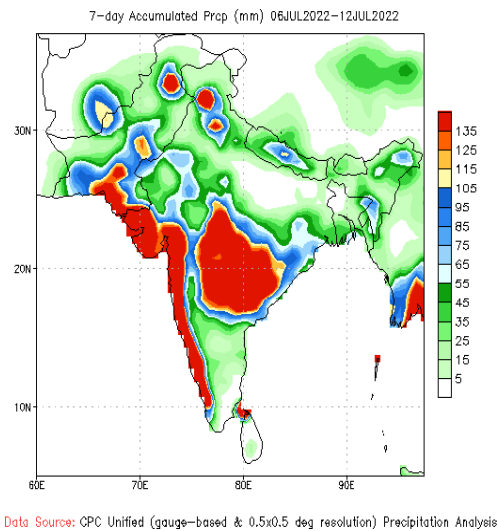 7-day Accumulated Prcp (mm) 06JUL2022-12JUL2022
30N
20N
10N
60E
70E
80E
90E
135
125
115
105
95
85
75
65
55
45
35
25
15
5
Data Source: CPC Unified (gauge-based & 0.5x0.5 deg resolution) Precipitation Analysis